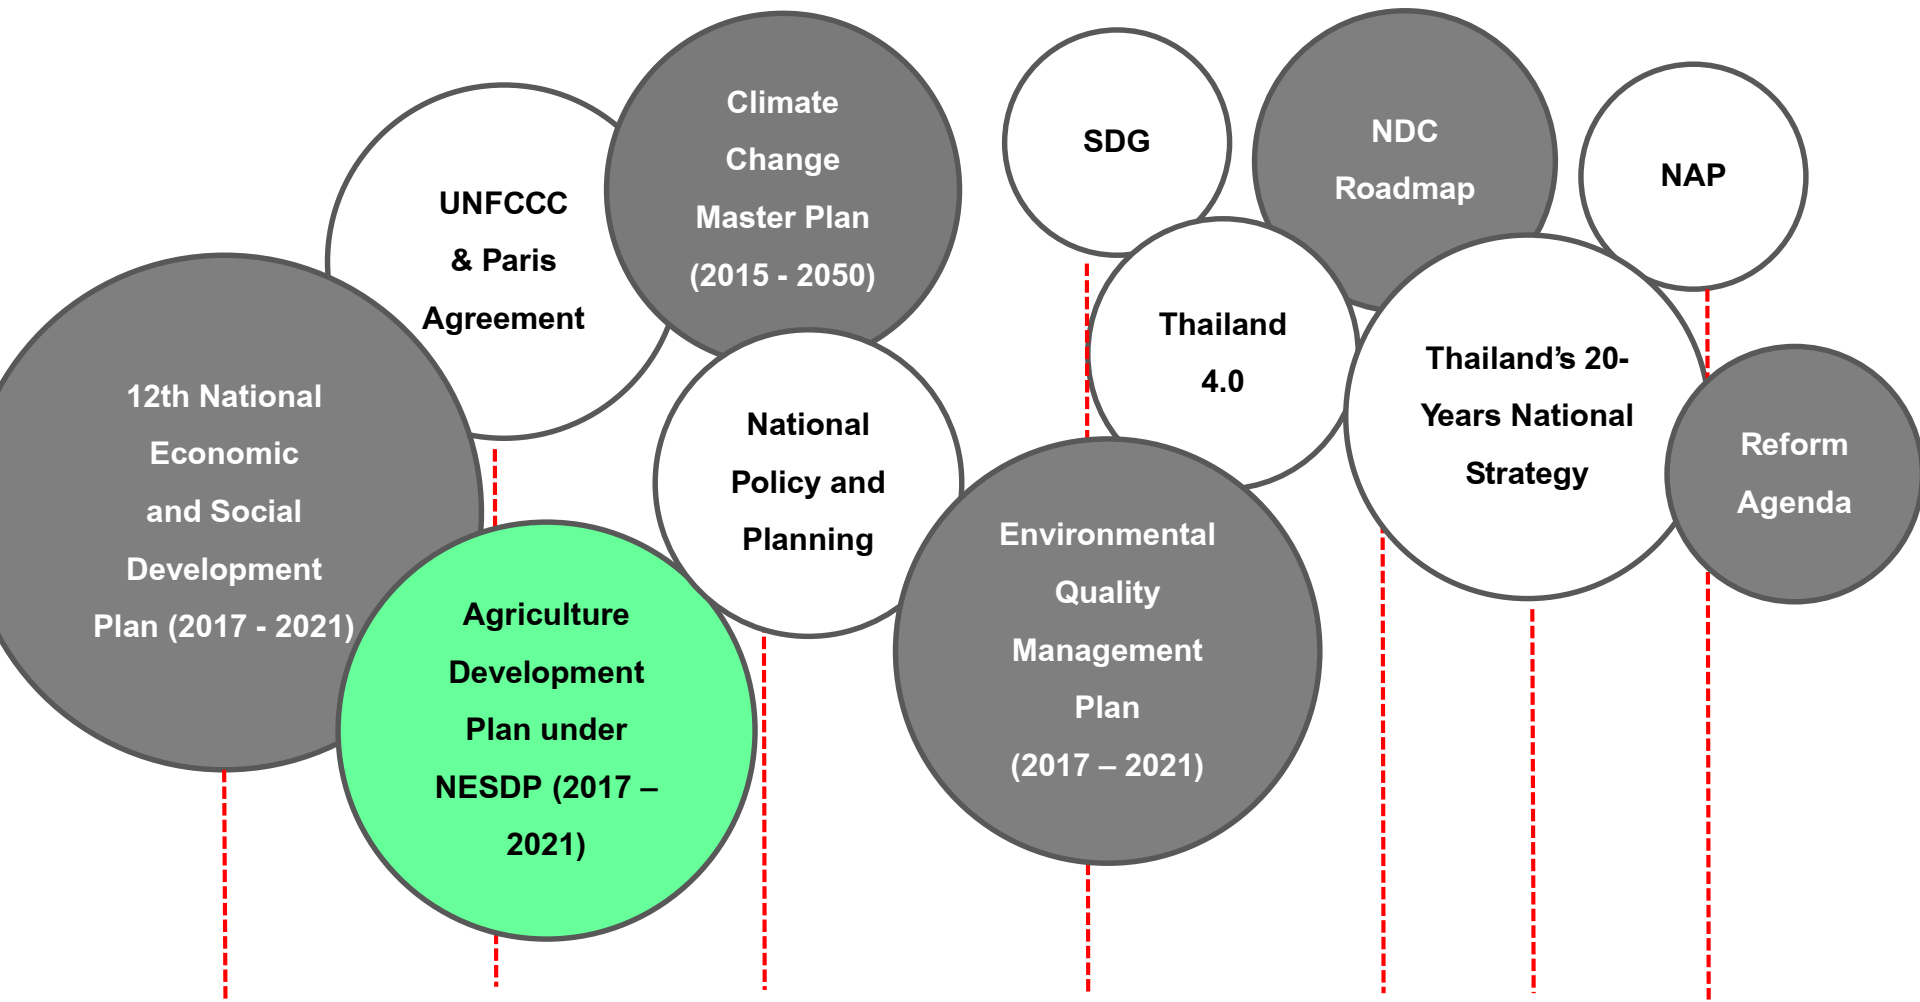 Climate
Change
Master Plan
(2015 - 2050)
UNFCCC
& Paris
Agreement
SDG
NDC
Roadmap
NAP
12th National
Economic
and Social
Development
Plan (2017 - 2021)
National
Policy and
Planning
Thailand
4.0
Thailand’s 20-
Years National
Strategy
Reform
Agenda
Agriculture
Development
Plan under
NESDP (2017 –
2021)
Environmental
Quality
Management
Plan
(2017 – 2021)